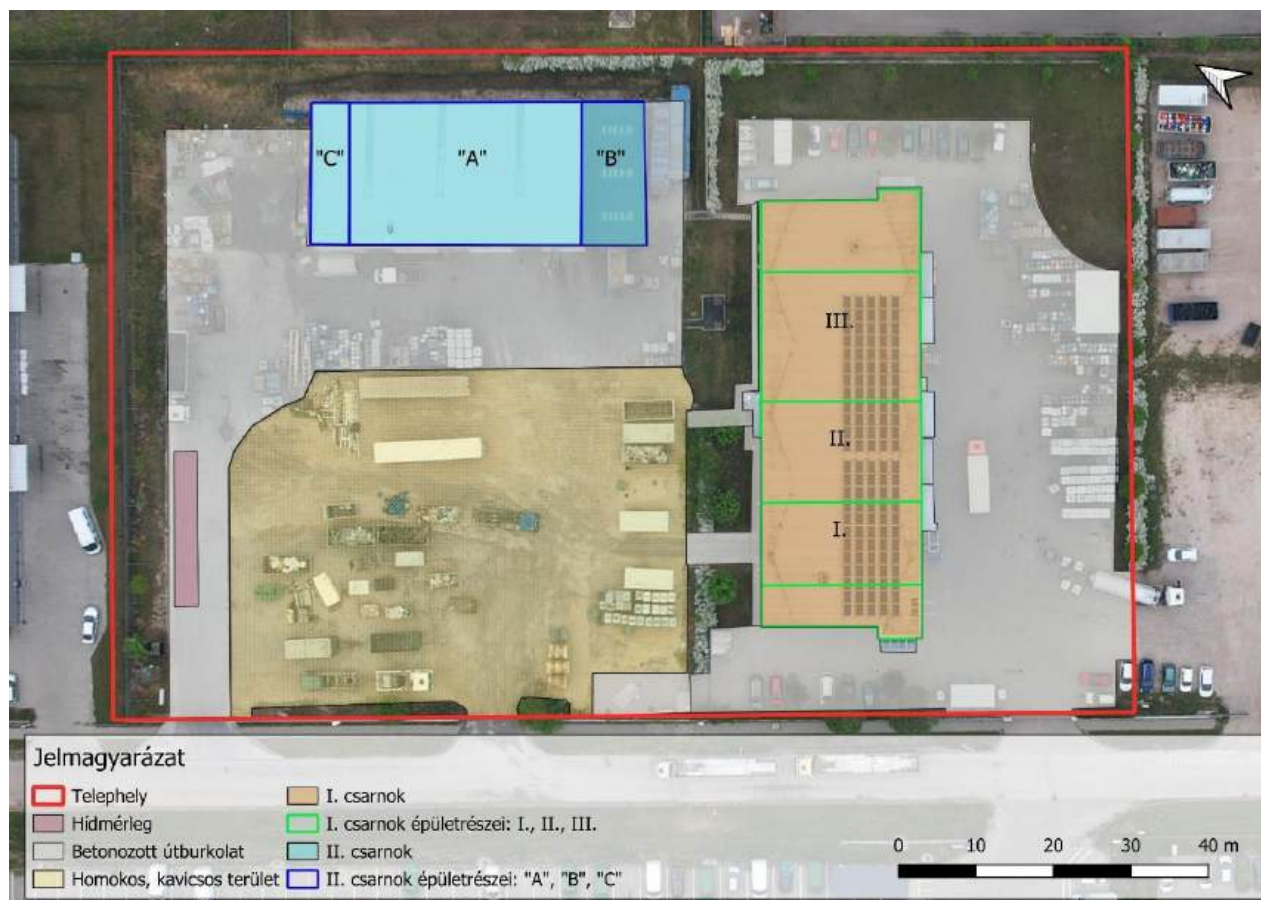 "C"
"A"
"B"
III.
II.
I.
Jelmagyarázat
Telephely
Hídmérleg
Betonozott útburkolat
Homokos, kavicsos terület
I. csarnok
I. csarnok épületrészei: I., II., III.
II. csarnok
II. csarnok épületrészei: "A", "B", "C"
0 10 20 30 40 m